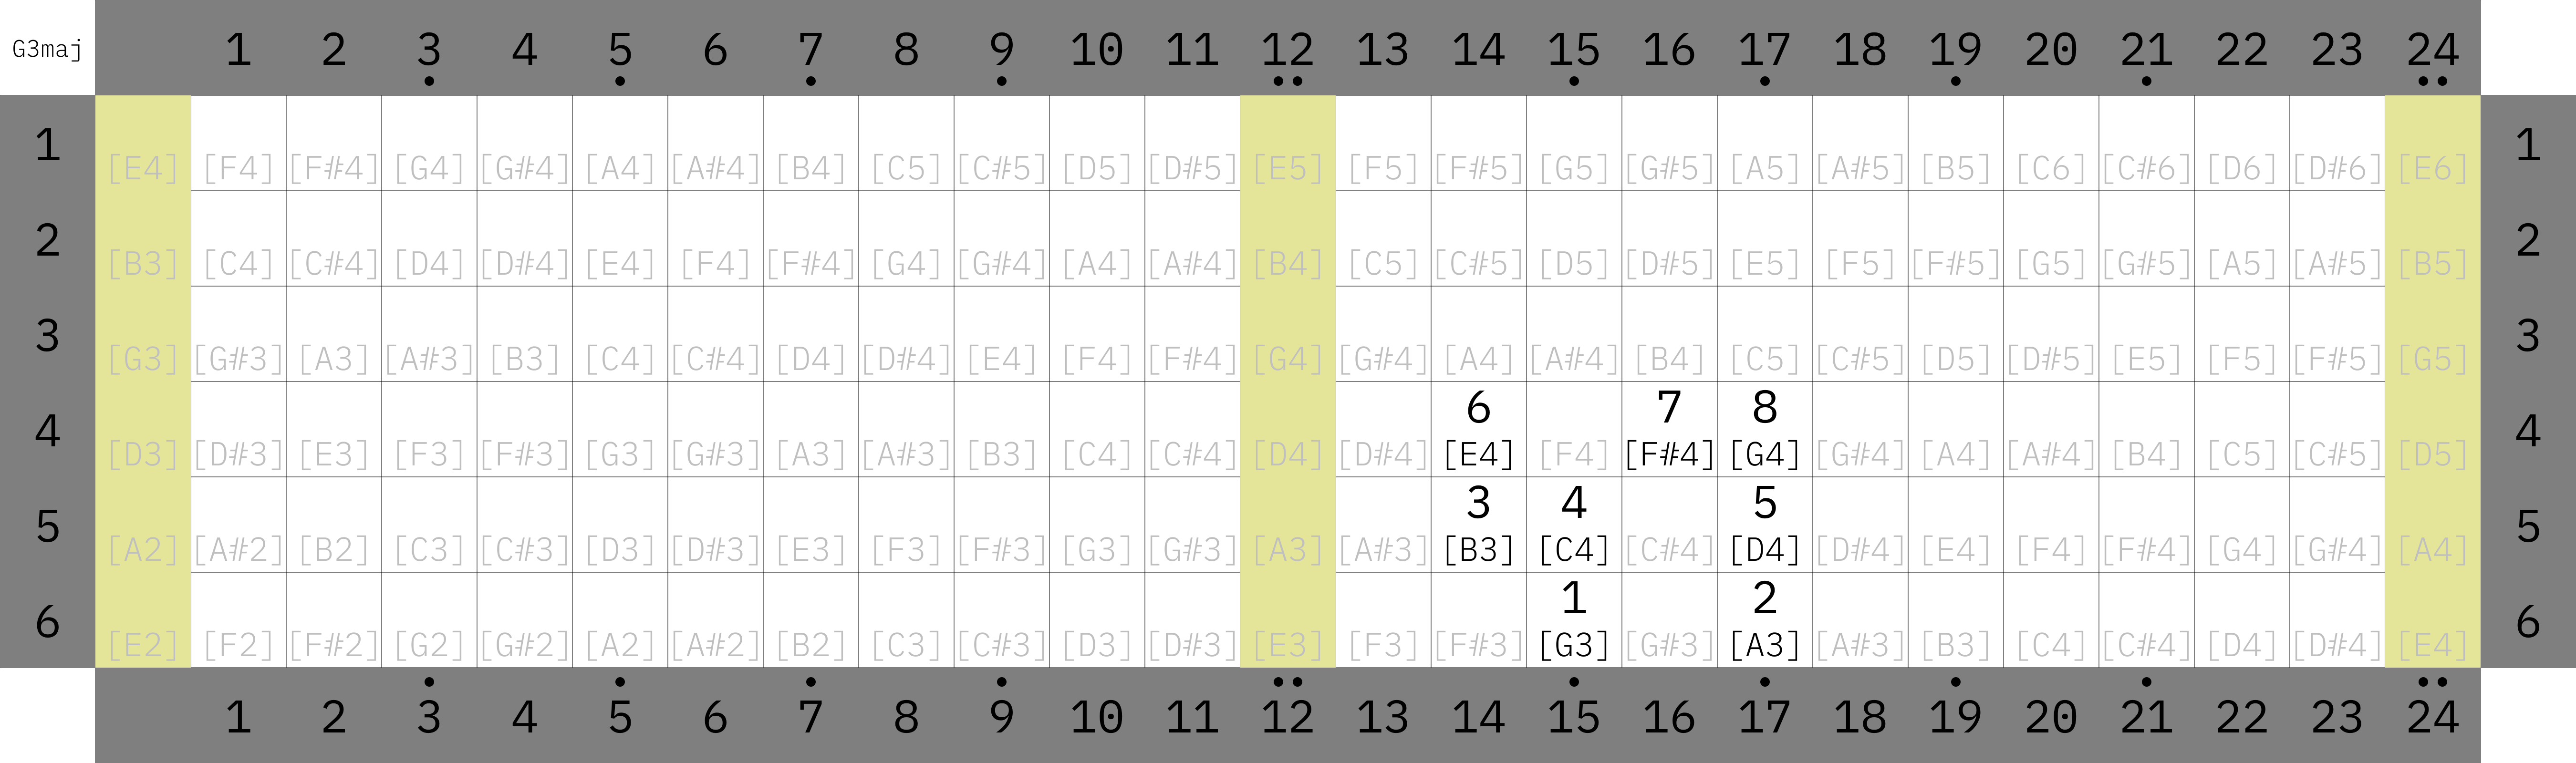 1 2 3 4 5 6 7 8 9 10 11 12 13 14 15 16 17 18 19 20 21 22 23 24
G3maj
1 1
[E4] [F4] [F#4] [G4] [G#4] [A4] [A#4] [B4] [C5] [C#5] [D5] [D#5] [E5] [F5] [F#5] [G5] [G#5] [A5] [A#5] [B5] [C6] [C#6] [D6] [D#6] [E6]
2 2
[B3] [C4] [C#4] [D4] [D#4] [E4] [F4] [F#4] [G4] [G#4] [A4] [A#4] [B4] [C5] [C#5] [D5] [D#5] [E5] [F5] [F#5] [G5] [G#5] [A5] [A#5] [B5]
3 3
[G3] [G#3] [A3] [A#3] [B3] [C4] [C#4] [D4] [D#4] [E4] [F4] [F#4] [G4] [G#4] [A4] [A#4] [B4] [C5] [C#5] [D5] [D#5] [E5] [F5] [F#5] [G5]
6 7 8
4 4
[D3] [D#3] [E3] [F3] [F#3] [G3] [G#3] [A3] [A#3] [B3] [C4] [C#4] [D4] [D#4] [E4] [F4] [F#4] [G4] [G#4] [A4] [A#4] [B4] [C5] [C#5] [D5]
3 4 5
5 5
[A2] [A#2] [B2] [C3] [C#3] [D3] [D#3] [E3] [F3] [F#3] [G3] [G#3] [A3] [A#3] [B3] [C4] [C#4] [D4] [D#4] [E4] [F4] [F#4] [G4] [G#4] [A4]
1 2
6 6
[E2] [F2] [F#2] [G2] [G#2] [A2] [A#2] [B2] [C3] [C#3] [D3] [D#3] [E3] [F3] [F#3] [G3] [G#3] [A3] [A#3] [B3] [C4] [C#4] [D4] [D#4] [E4]
1 2 3 4 5 6 7 8 9 10 11 12 13 14 15 16 17 18 19 20 21 22 23 24